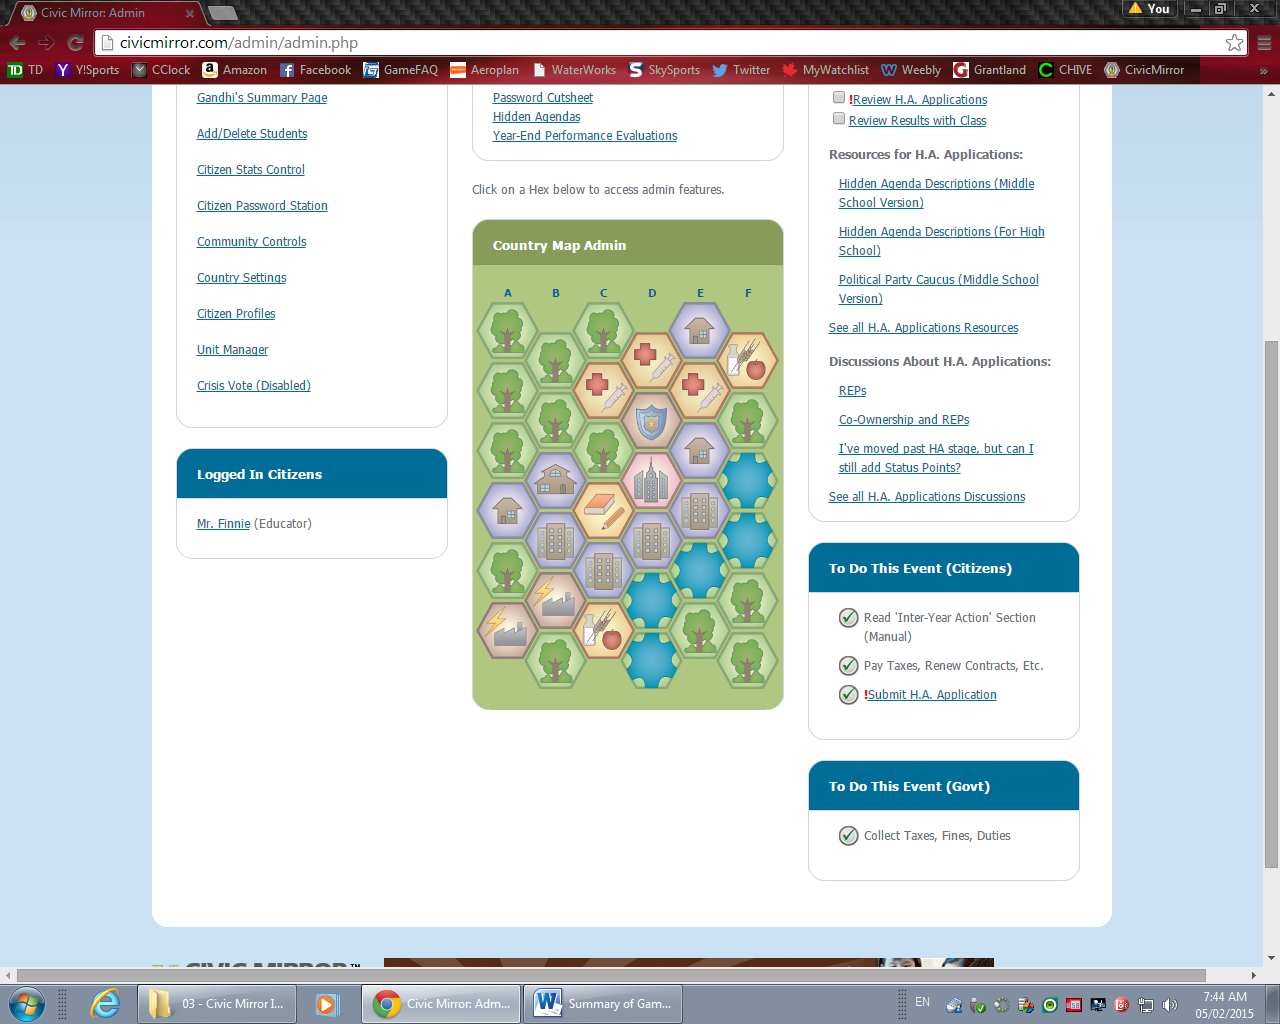 Civic Mirror: Admin
You
civicmirror.com/admin/admin.php
TD
Y!Sports
CClock
Amazon
Facebook
GameFAQ
Aeroplan
WaterWorks
SkySports
Twitter
MyWatchlist
Weebly
Grantland
CHIVE
CivicMirror
»
Gandhi's Summary Page
Add/Delete Students
Citizen Stats Control
Citizen Password Station
Community Controls
Country Settings
Citizen Profiles
Unit Manager
Crisis Vote (Disabled)
Logged In Citizens
Mr. Finnie (Educator)
Password Cutsheet
Hidden Agendas
Year-End Performance Evaluations
Click on a Hex below to access admin features.
Country Map Admin
A B C D E F
!Review H.A. Applications
Review Results with Class
Resources for H.A. Applications:
Hidden Agenda Descriptions (Middle
School Version)
Hidden Agenda Descriptions (For High
School)
Political Party Caucus (Middle School
Version)
See all H.A. Applications Resources
Discussions About H.A. Applications:
REPs
Co-Ownership and REPs
I've moved past HA stage, but can I
still add Status Points?
See all H.A. Applications Discussions
To Do This Event (Citizens)
Read 'Inter-Year Action' Section
(Manual)
Pay Taxes, Renew Contracts, Etc.
!Submit H.A. Application
To Do This Event (Govt)
Collect Taxes, Fines, Duties
THE CIVIC MIRROR™
03 - Civic Mirror I...
Civic Mirror: Adm...
Summary of Gam...
EN
7:44 AM
05/02/2015